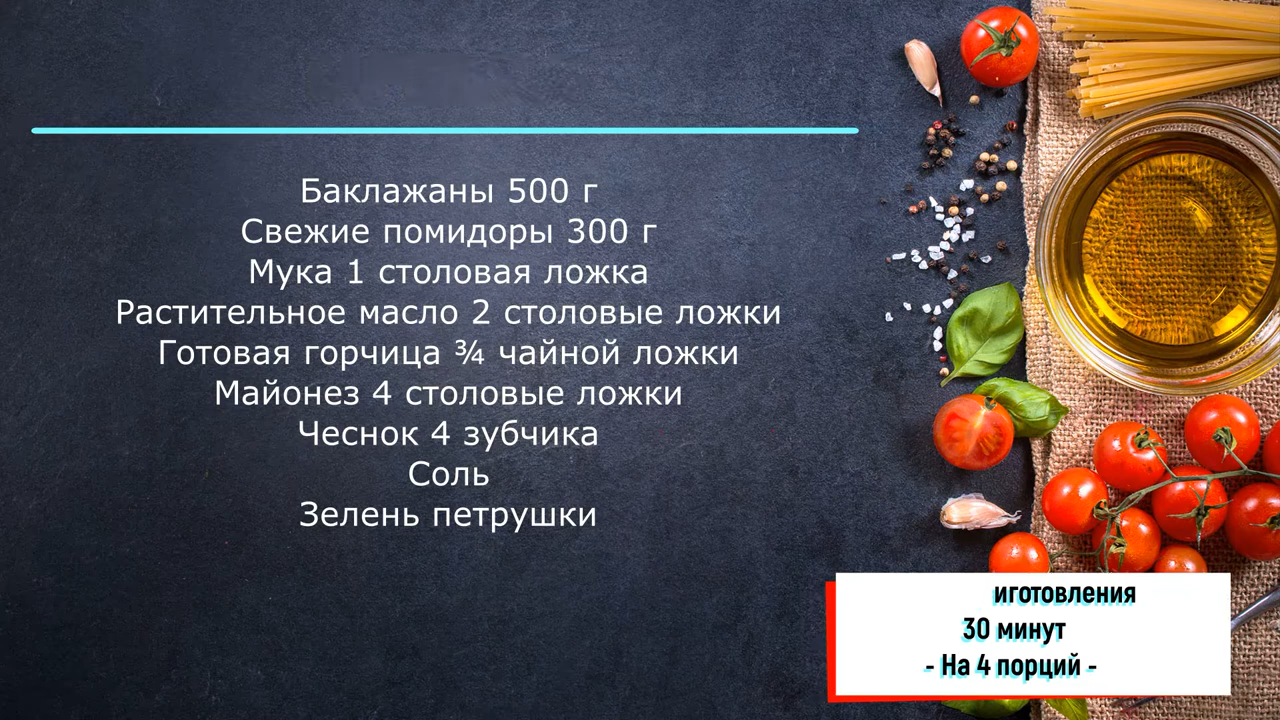 Баклажаны 500 г
Свежие помидоры 300 г
Мука 1 столовая ложка
Растительное масло 2 столовые ложки
Готовая горчица ¾ чайной ложки
Майонез 4 столовые ложки
Чеснок 4 зубчика
Соль
Зелень петрушки
иготовления
30 минут
- На 4 порций -